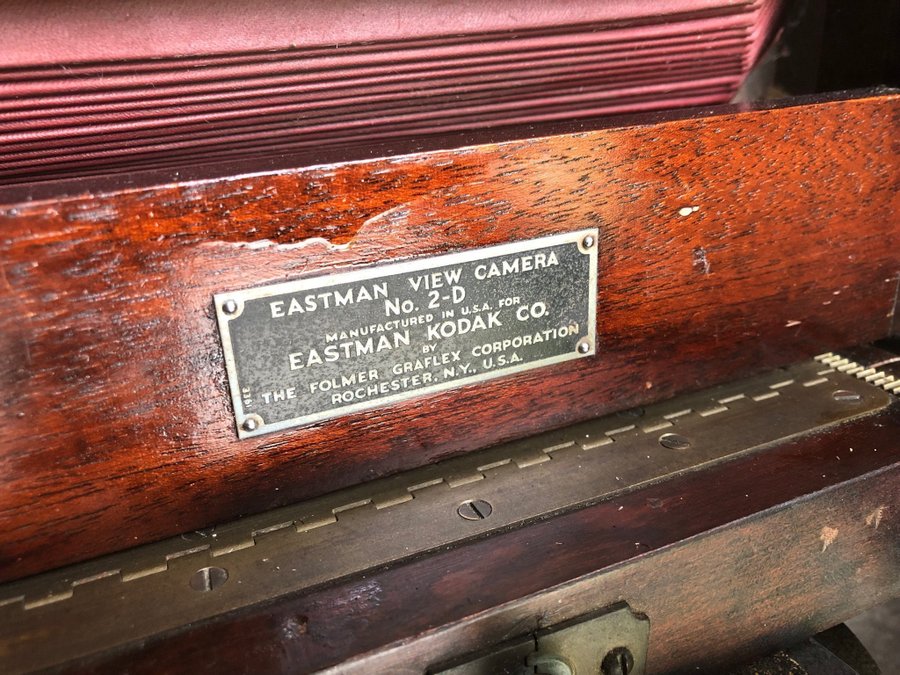 EASTMAN VIEW CAMERA
No. 2-D
MANUFACTURED IN U.S.A. FOR
EASTMAN KODAK CO.
BY
THE FOLMER GRAFLEX CORPORATION
ROCHESTER, N.Y., U.S.A.